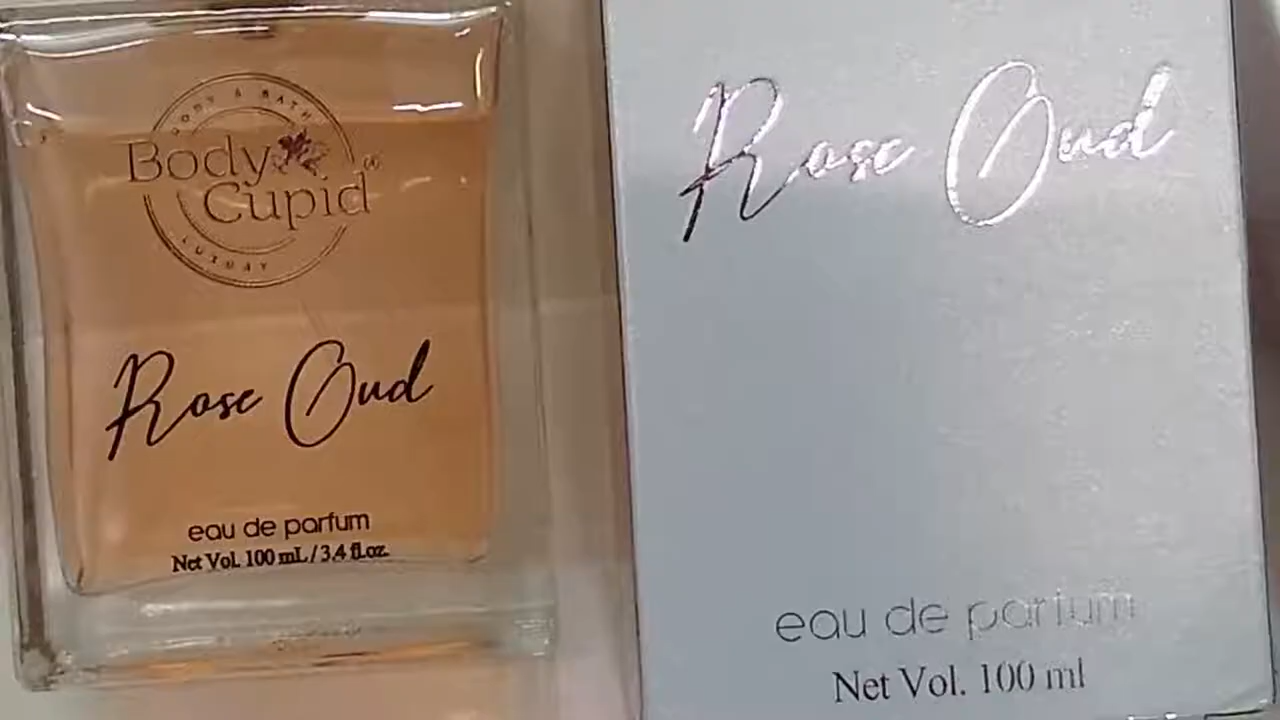 BODY & BATH
Body
Cupid
LUXURY
Rose Oud
eau de parfum
Net Vol. 100 mL / 3.4 fl.oz.
Rose Oud
eau de parfum
Net Vol. 100 ml